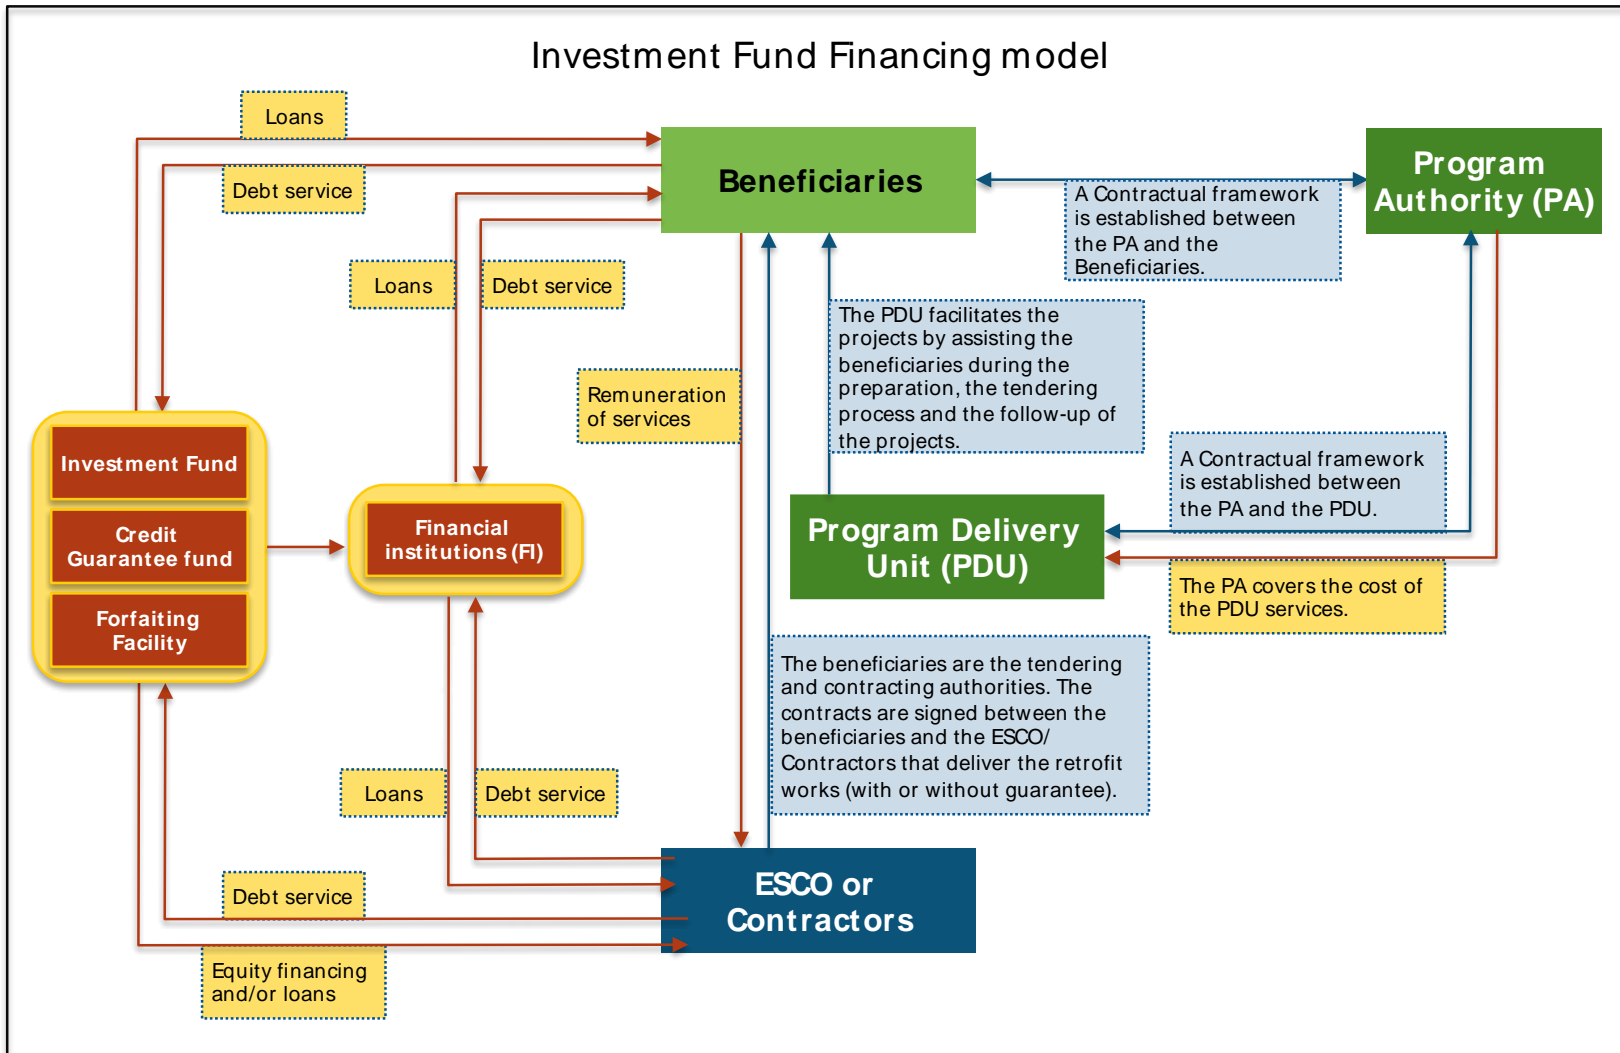 Investment Fund Financing model
Loans
Debt service
Beneficiaries
Program
Authority (PA)
A Contractual framework
is established between
the PA and the
Beneficiaries.
Loans
Debt service
The PDU facilitates the
projects by assisting the
beneficiaries during the
preparation, the tendering
process and the follow-up of
the projects.
Remuneration
of services
Investment Fund
Credit
Guarantee fund
Forfaiting
Facility
Financial
institutions (FI)
Program Delivery
Unit (PDU)
A Contractual framework
is established between
the PA and the PDU.
The PA covers the cost of
the PDU services.
The beneficiaries are the tendering
and contracting authorities. The
contracts are signed between the
beneficiaries and the ESCO/
Contractors that deliver the retrofit
works (with or without guarantee).
Loans
Debt service
ESCO or
Contractors
Debt service
Equity financing
and/or loans